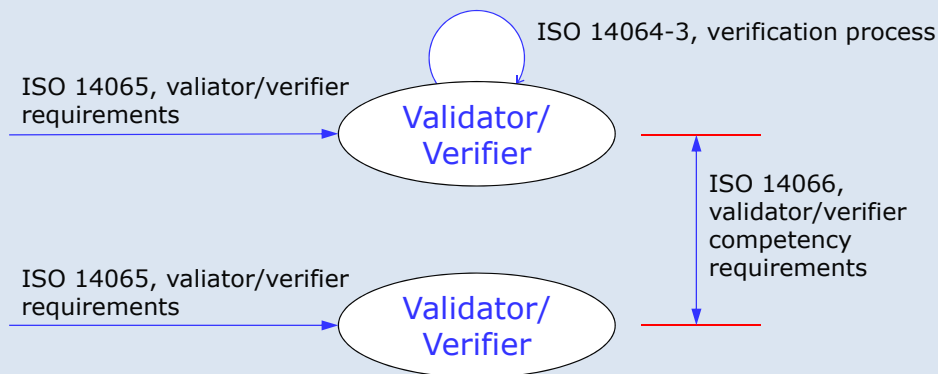 ISO 14064-3, verification process
ISO 14065, valiator/verifier
requirements
Validator/
Verifier
ISO 14066,
validator/verifier
competency
requirements
ISO 14065, valiator/verifier
requirements
Validator/
Verifier